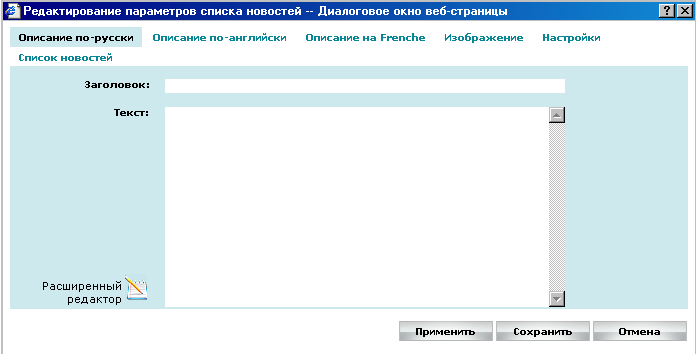 Редактирование параметров списка новостей -- Диалоговое окно веб-страницы
Описание по-русски Описание по-английски Описание на Frenche Изображение Настройки
Список новостей
Заголовок:
Текст:
Расширенный
редактор
Применить Сохранить Отмена